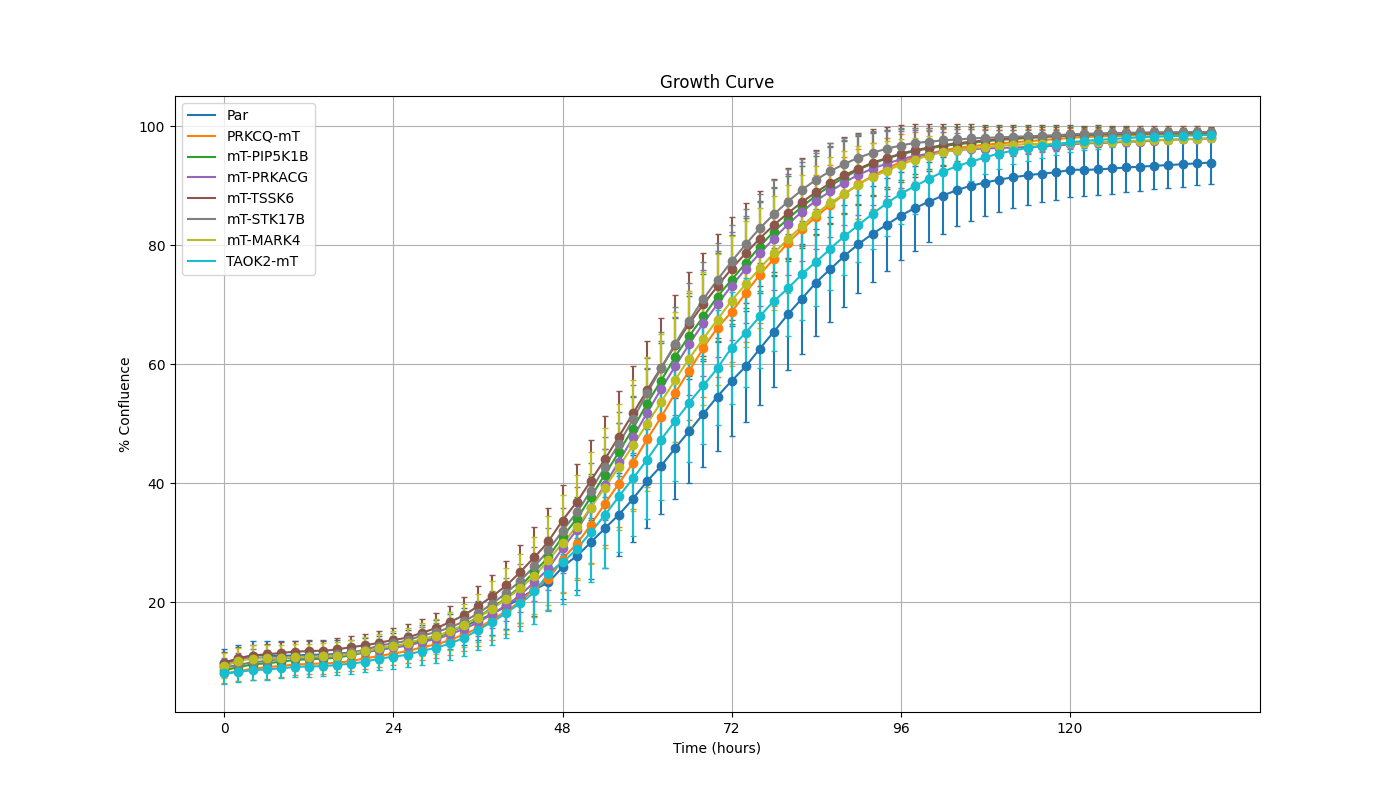 Growth Curve
Par
PRKCQ-mT
mT-PIP5K1B
mT-PRKACG
mT-TSSK6
mT-STK17B
mT-MARK4
TAOK2-mT
100
80
60
40
20
% Confluence
0 24 48 72 96 120
Time (hours)